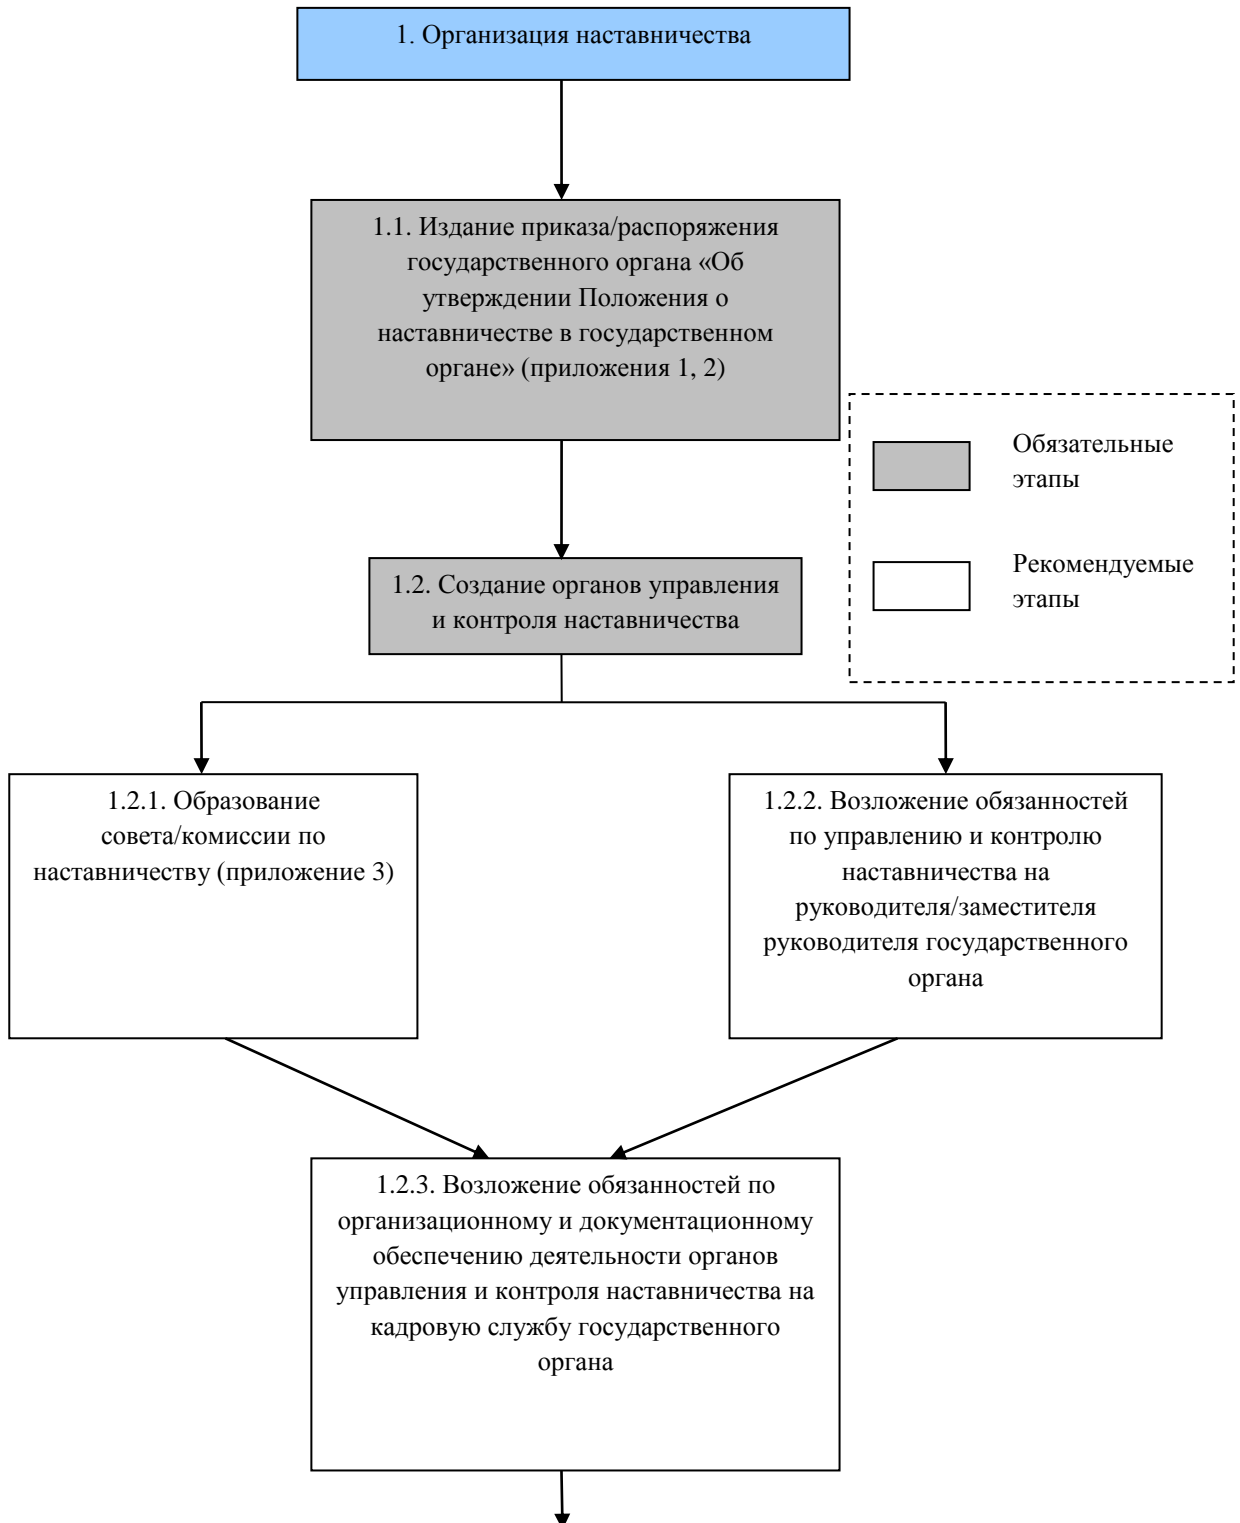 1. Организация наставничества
1.1. Издание приказа/распоряжения
государственного органа «Об
утверждении Положения о
наставничестве в государственном
органе» (приложения 1, 2)
Обязательные
этапы
Рекомендуемые
этапы
1.2. Создание органов управления
и контроля наставничества
1.2.1. Образование
совета/комиссии по
наставничеству (приложение 3)
1.2.2. Возложение обязанностей
по управлению и контролю
наставничества на
руководителя/заместителя
руководителя государственного
органа
1.2.3. Возложение обязанностей по
организационному и документационному
обеспечению деятельности органов
управления и контроля наставничества на
кадровую службу государственного
органа